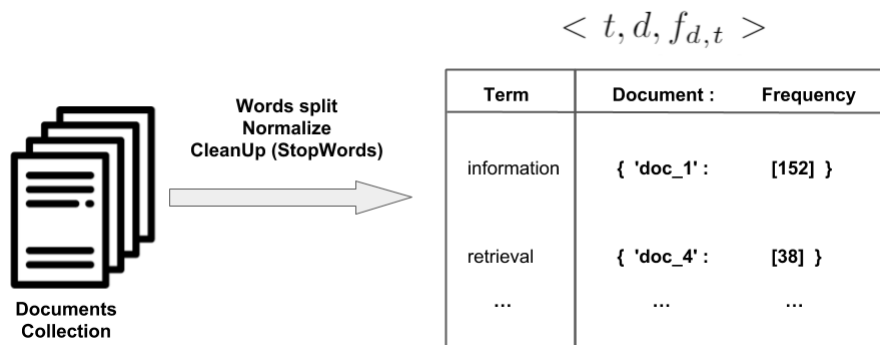 < t, d, f_{d,t} >
Words split
Normalize
CleanUp (StopWords)
Documents
Collection
Term Document : Frequency
information { 'doc_1' : [152] }
retrieval { 'doc_4' : [38] }
... ... ...